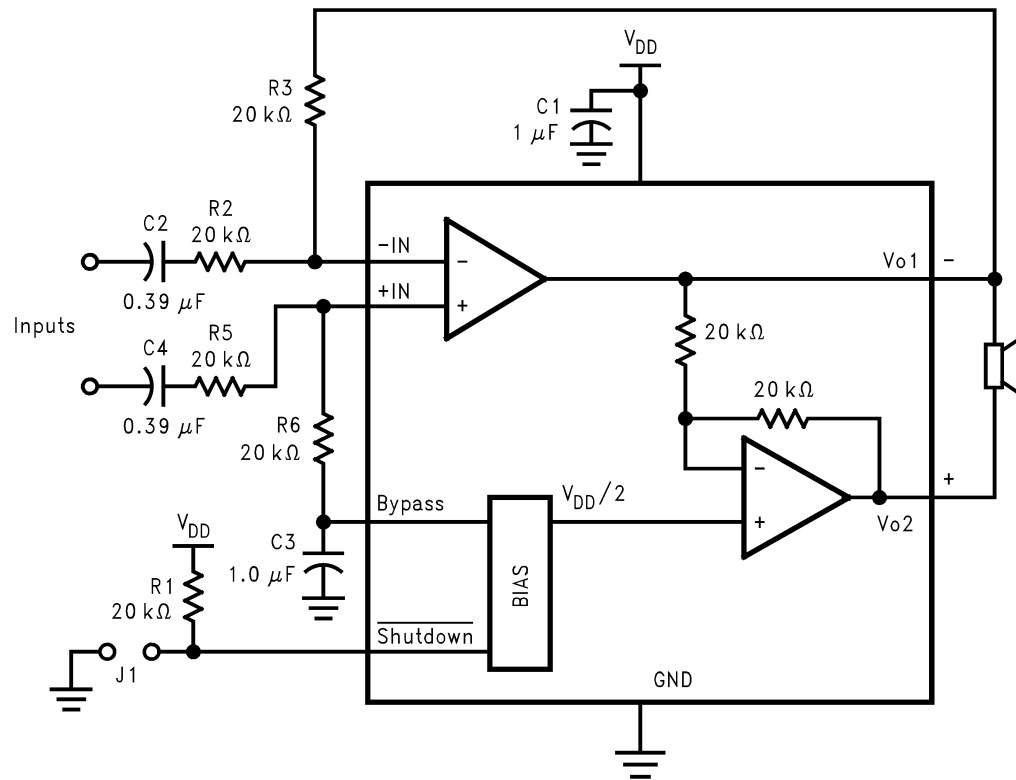 V_DD
R3
20 kΩ
C1
1 μF
C2
R2
20 kΩ
0.39 μF
-IN
-
+IN
+
Vo1
-
Inputs
R5
20 kΩ
C4
0.39 μF
20 kΩ
20 kΩ
R6
20 kΩ
-
+
Bypass
V_DD/2
+
Vo2
V_DD
C3
1.0 μF
R1
20 kΩ
BIAS
Shutdown
J1
GND